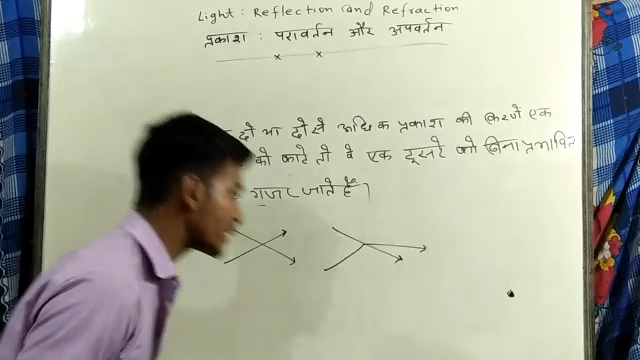 Light : Reflection and Refraction
प्रकाश : परावर्तन और अपवर्तन
दो या दो से अधिक प्रकाश की किरणें एक
को काटे तो वे एक दूसरे को बिना प्रभावित
गुजर जाते हैं।